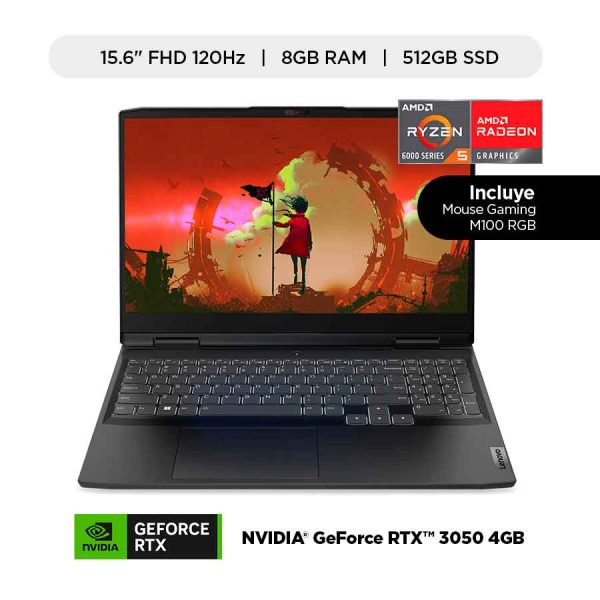 15.6" FHD 120Hz | 8GB RAM | 512GB SSD
AMD
RYZEN
6000 SERIES 5
AMD
RADEON
GRAPHICS
Incluye
Mouse Gaming
M100 RGB
Lenovo
NVIDIA
GEFORCE
RTX
NVIDIA® GeForce RTX™ 3050 4GB